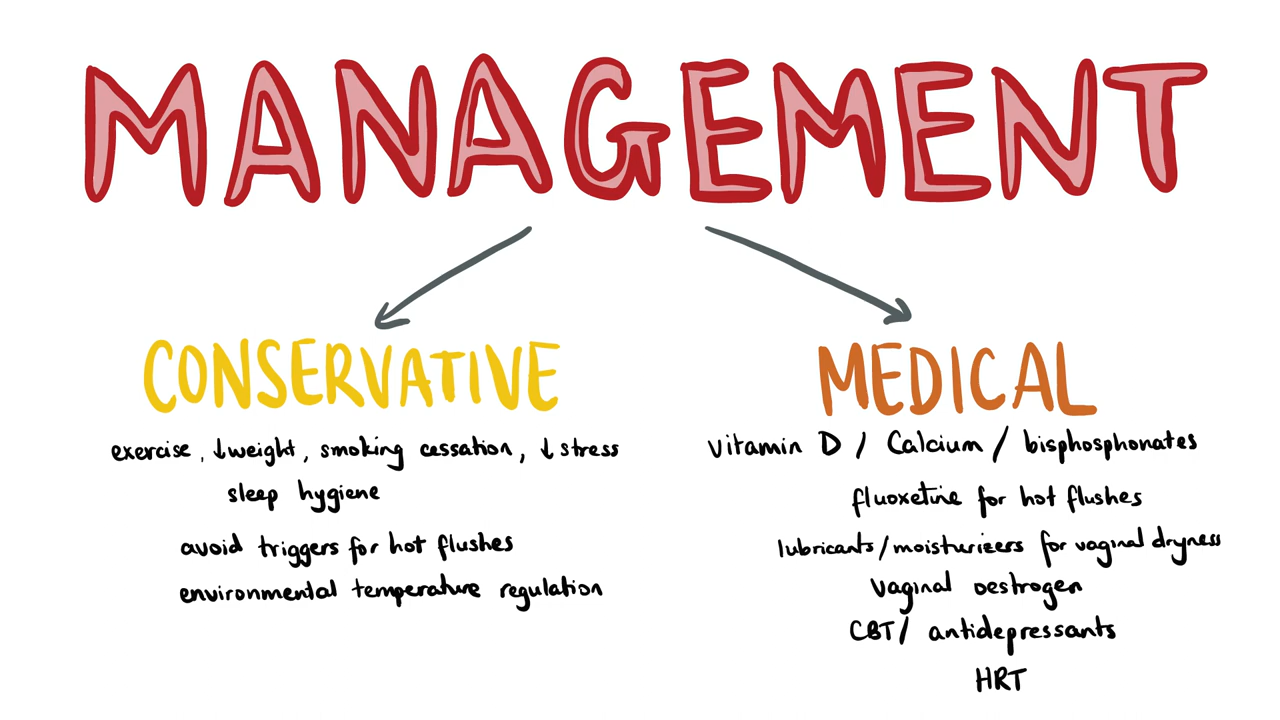 MANAGEMENT
CONSERVATIVE
exercise, ↓weight, smoking cessation, ↓stress
sleep hygiene
avoid triggers for hot flushes
environmental temperature regulation
MEDICAL
vitamin D / Calcium / bisphosphonates
fluoxetine for hot flushes
lubricants/moisturizers for vaginal dryness
vaginal oestrogen
CBT/ antidepressants
HRT